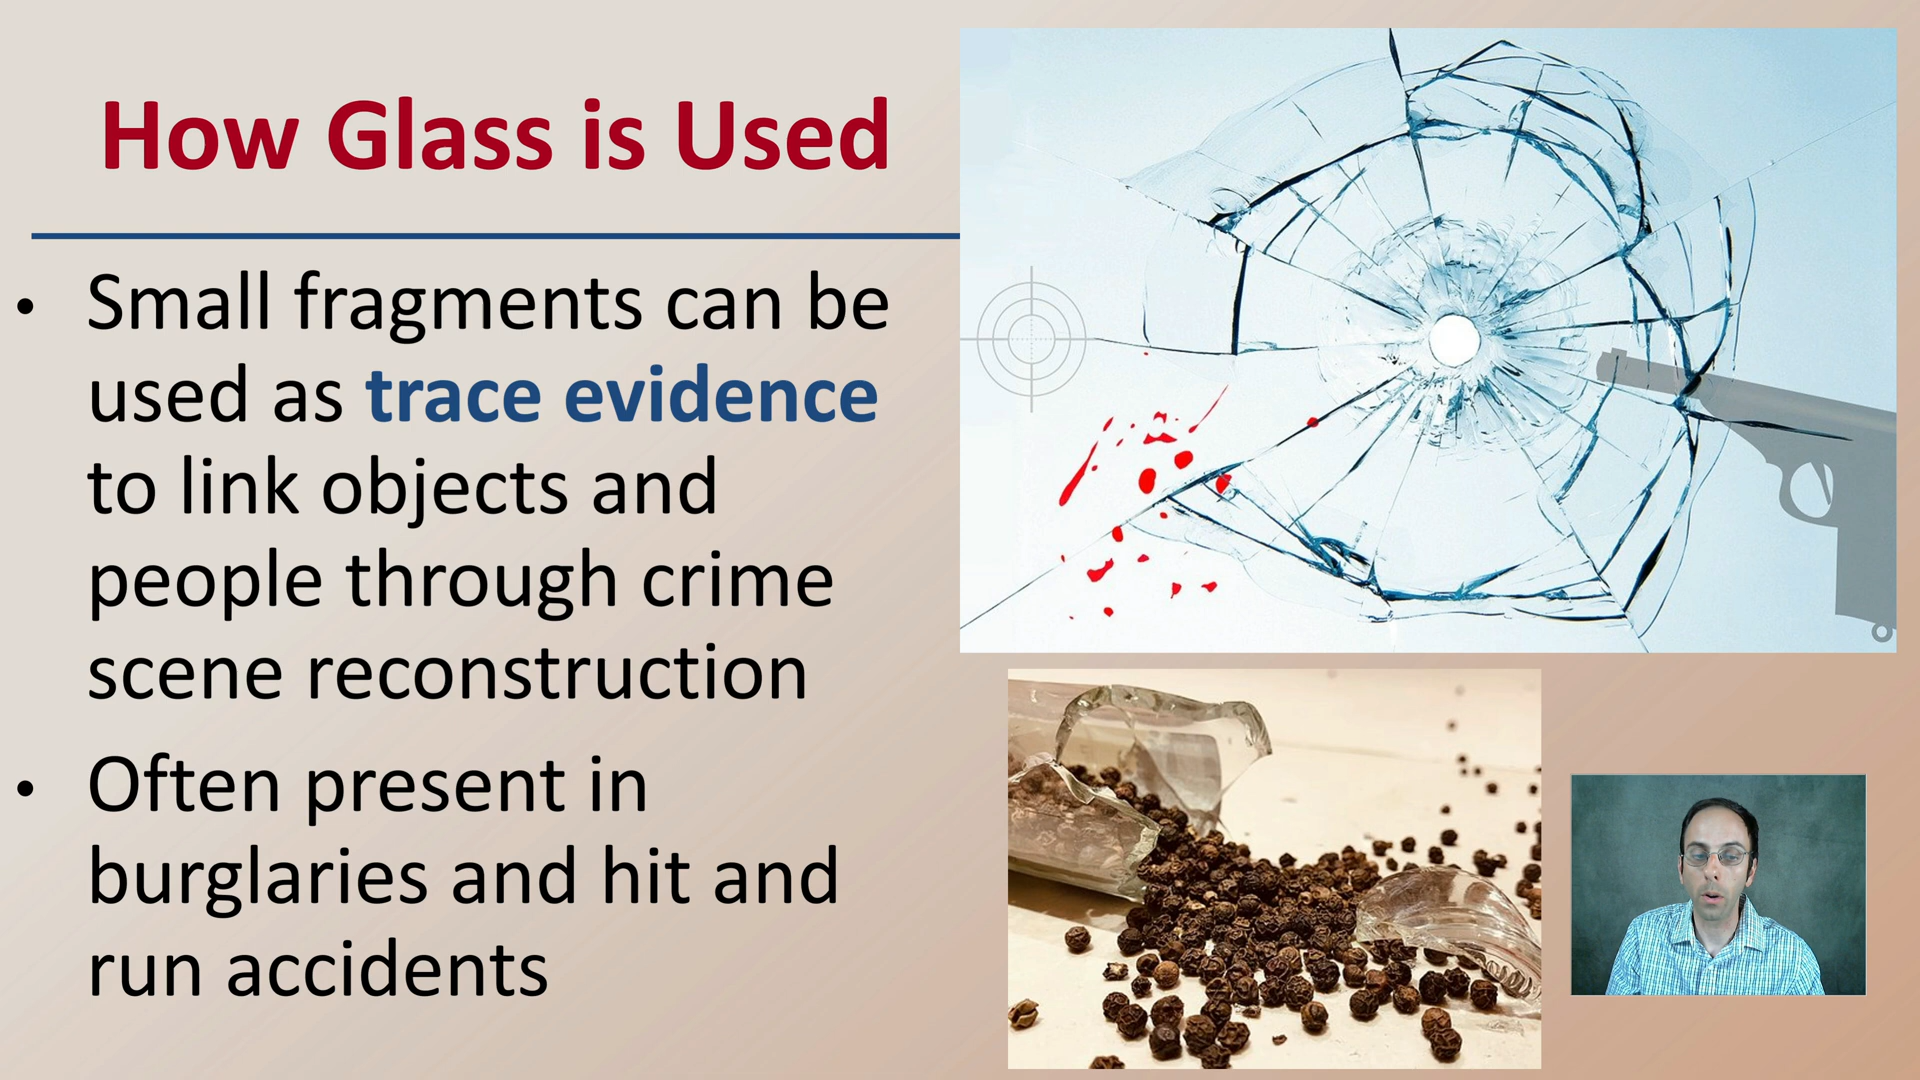 How Glass is Used
• Small fragments can be
used as trace evidence
to link objects and
people through crime
scene reconstruction
• Often present in
burglaries and hit and
run accidents